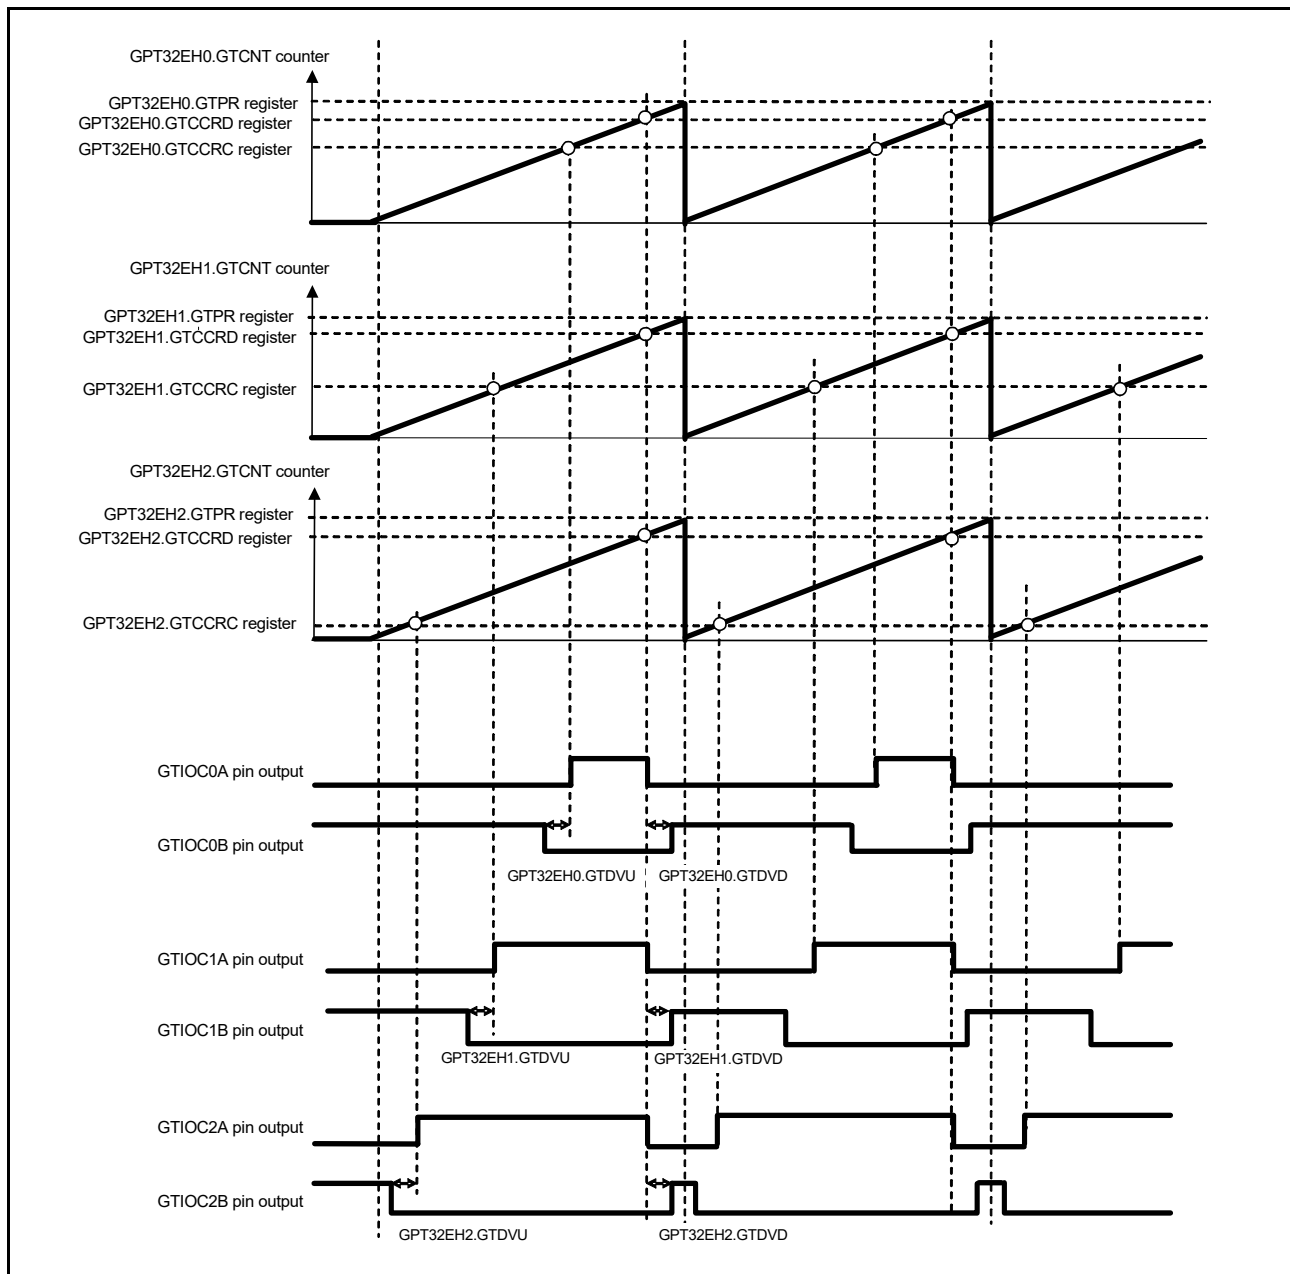 GPT32EH0.GTCNT counter
GPT32EH0.GTPR register
GPT32EH0.GTCCRD register
GPT32EH0.GTCCRC register
GPT32EH1.GTCNT counter
GPT32EH1.GTPR register
GPT32EH1.GTCCRD register
GPT32EH1.GTCCRC register
GPT32EH2.GTCNT counter
GPT32EH2.GTPR register
GPT32EH2.GTCCRD register
GPT32EH2.GTCCRC register
GTIOC0A pin output
GTIOC0B pin output
GPT32EH0.GTDVU
GPT32EH0.GTDVD
GTIOC1A pin output
GTIOC1B pin output
GPT32EH1.GTDVU
GPT32EH1.GTDVD
GTIOC2A pin output
GTIOC2B pin output
GPT32EH2.GTDVU
GPT32EH2.GTDVD